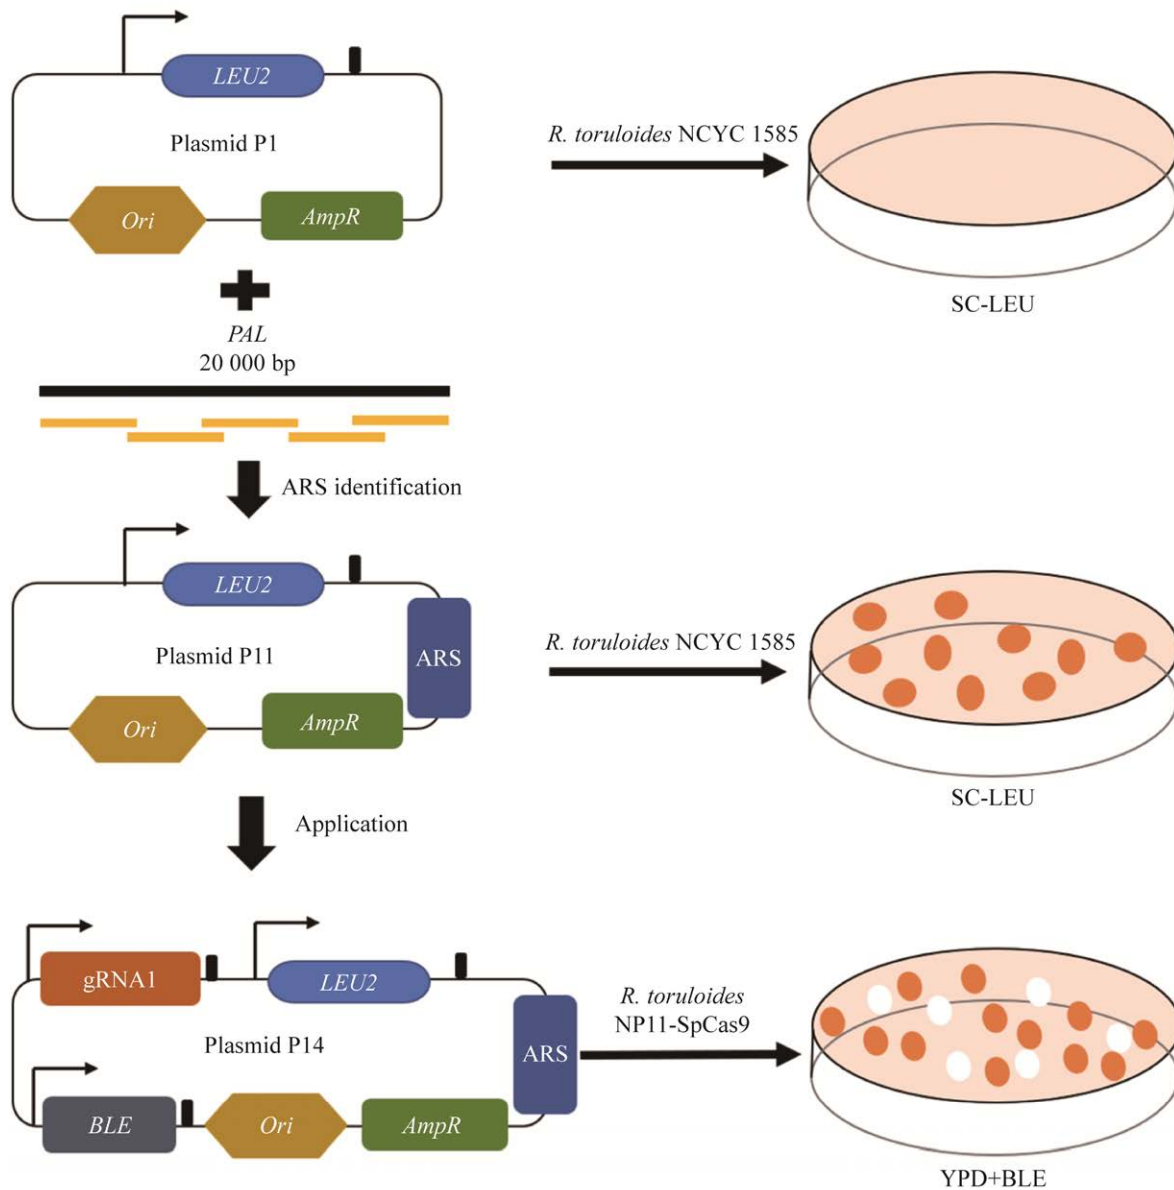 LEU2
Plasmid P1
Ori
AmpR
R. toruloides NCYC 1585
SC-LEU
PAL
20 000 bp
ARS identification
LEU2
Plasmid P11
ARS
Ori
AmpR
R. toruloides NCYC 1585
SC-LEU
Application
gRNA1
LEU2
Plasmid P14
ARS
BLE
Ori
AmpR
R. toruloides
NP11-SpCas9
YPD+BLE